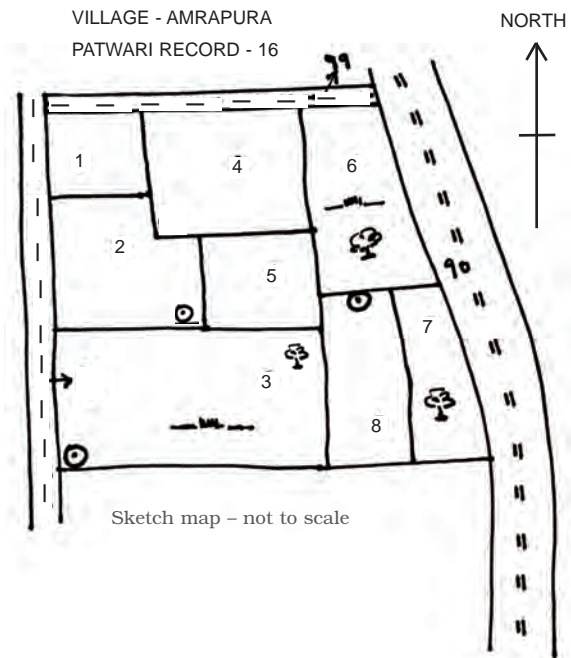 VILLAGE - AMRAPURA
PATWARI RECORD - 16
NORTH
99
1
4
6
2
5
90
7
3
8
Sketch map – not to scale